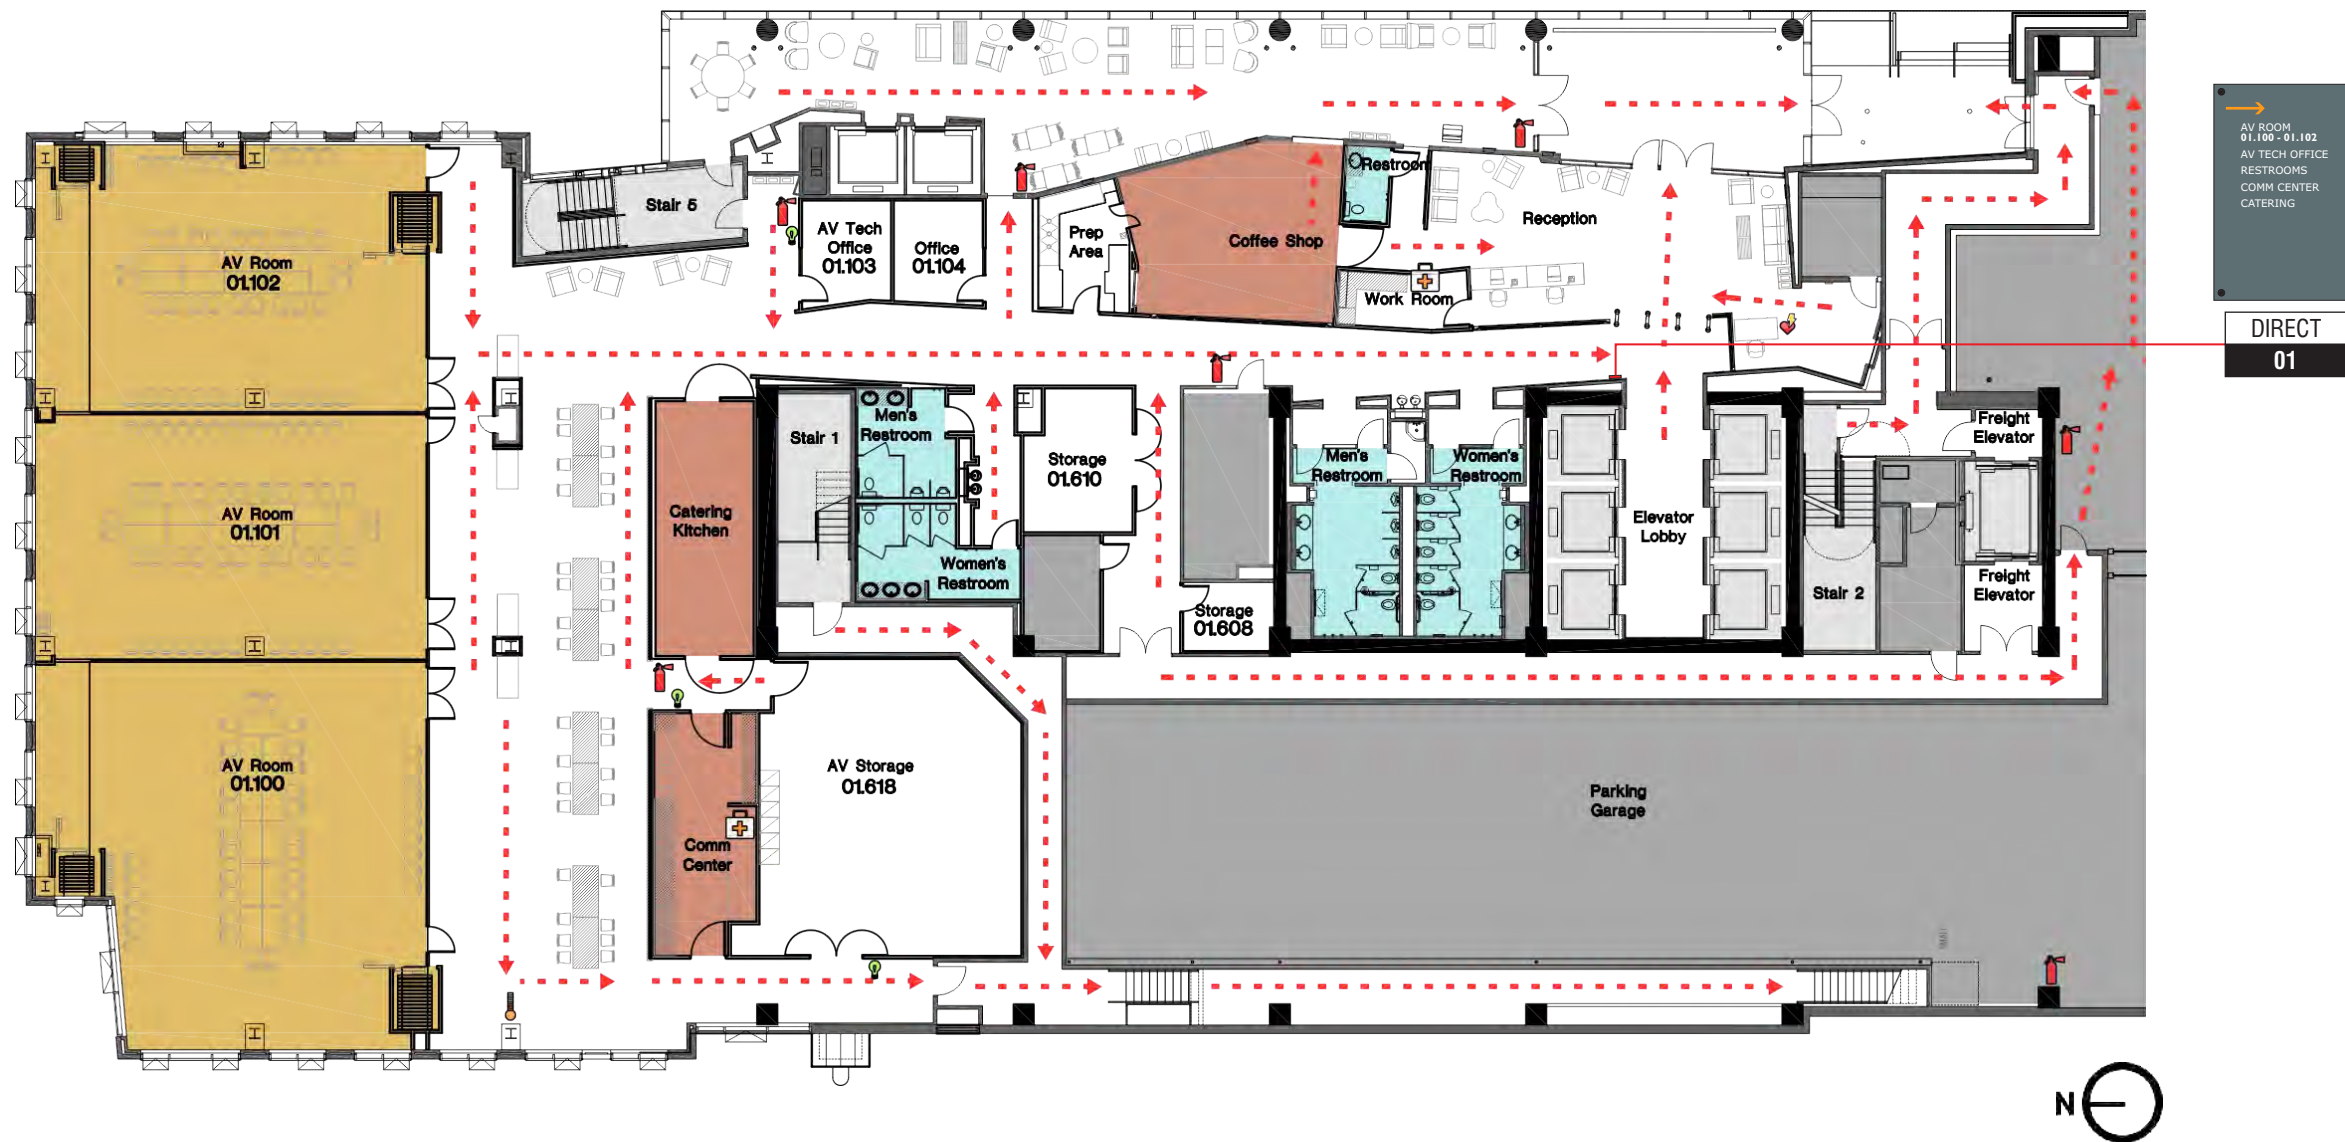 AV ROOM
01.100 - 01.102
AV TECH OFFICE
RESTROOMS
COMM CENTER
CATERING
DIRECT
01
Restroom
Stair 5
AV Tech
Office
01.103
Office
01.104
Prep
Area
Coffee Shop
Reception
Work Room
AV Room
01.102
Men's
Restroom
Stair 1
Storage
01.610
Men's
Restroom
Women's
Restroom
Freight
Elevator
AV Room
01.101
Catering
Kitchen
Elevator
Lobby
Women's
Restroom
Storage
01.608
Stair 2
Freight
Elevator
AV Room
01.100
AV Storage
01.618
Parking
Garage
Comm
Center
N